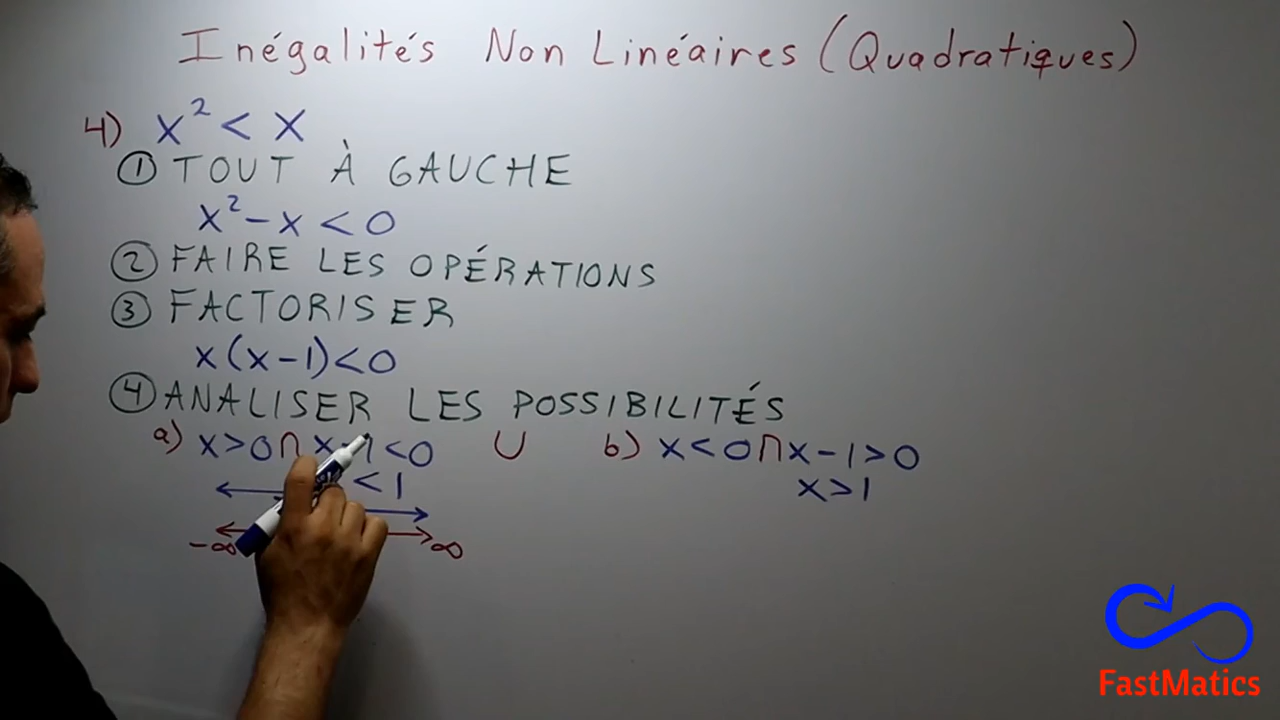 Inégalités Non Linéaires (Quadratiques)
4) x² < x
① TOUT À GAUCHE
x² - x < 0
② FAIRE LES OPÉRATIONS
③ FACTORISER
x(x-1) < 0
④ ANALISER LES POSSIBILITÉS
a) x>0 ∩ x-1<0 ∪ b) x<0 ∩ x-1>0
< 1 x>1
-∞ ∞
FastMatics